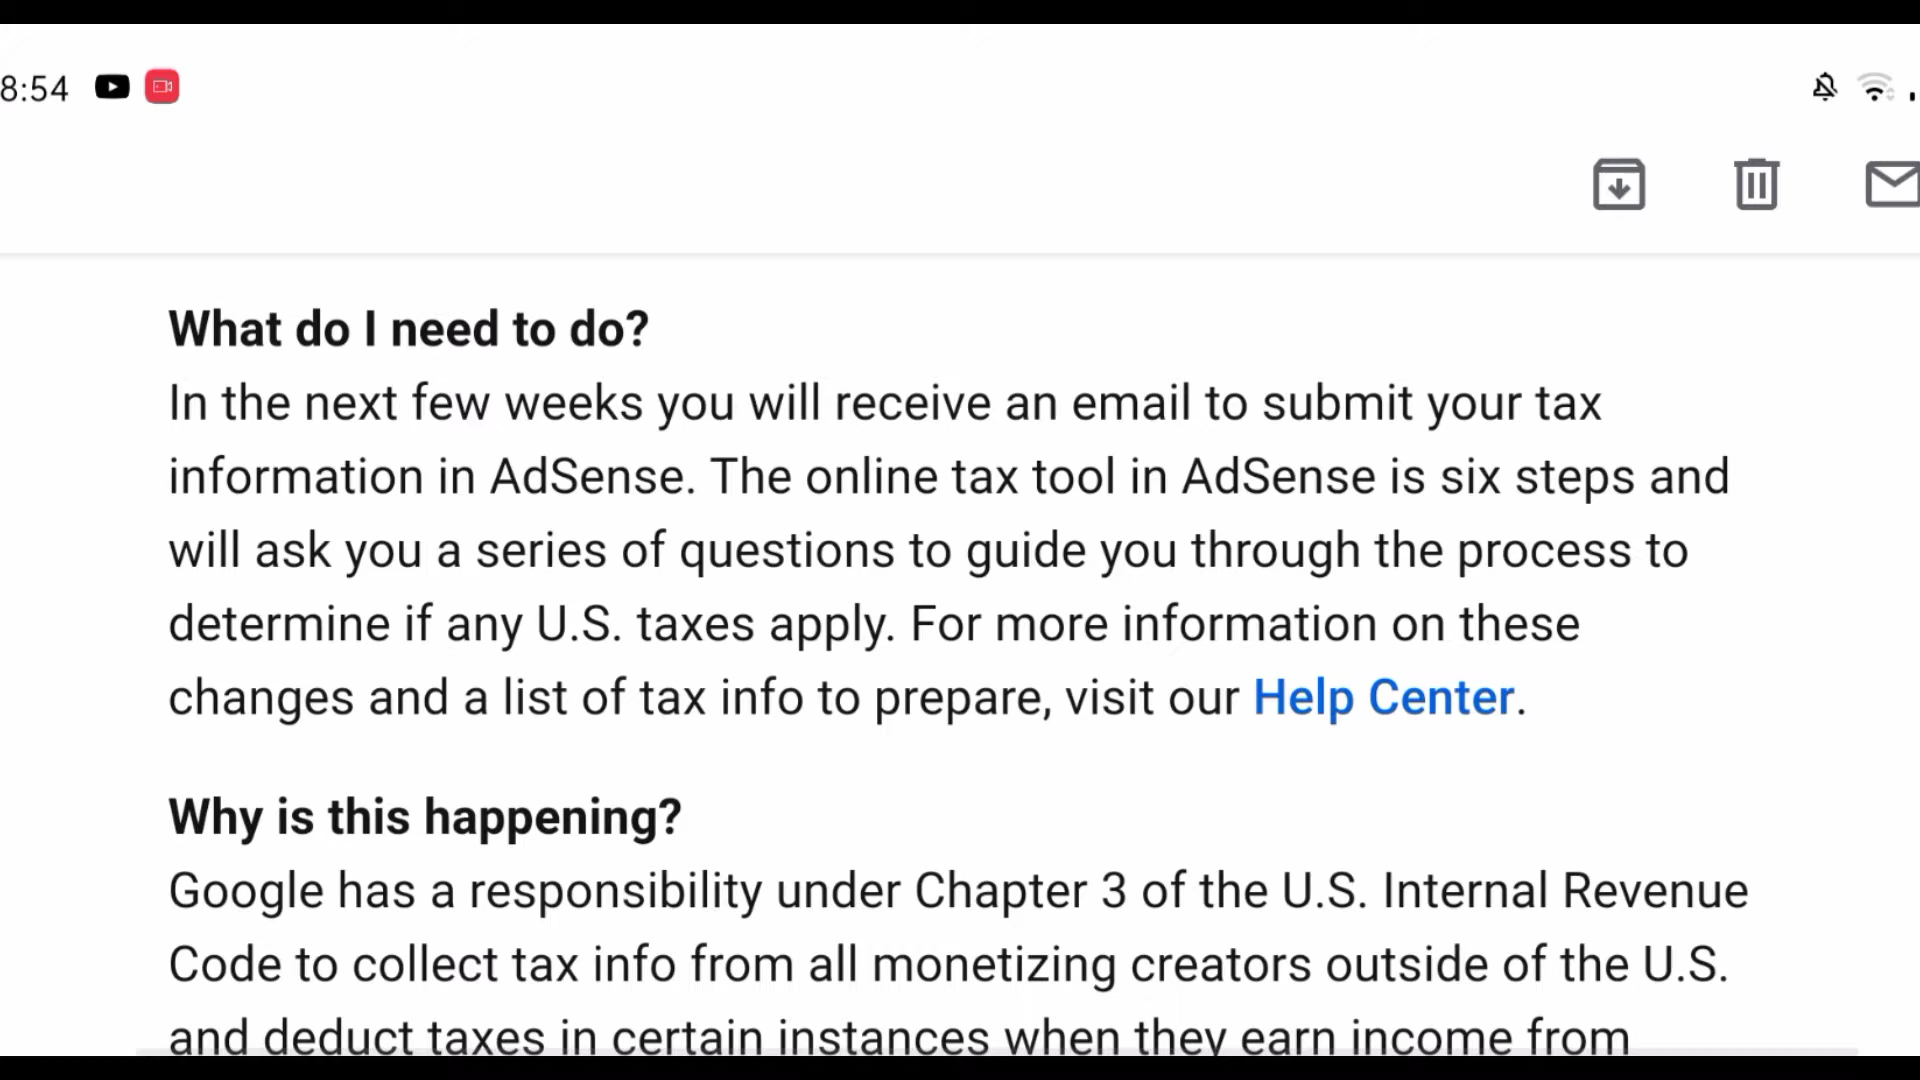 8:54
What do I need to do?
In the next few weeks you will receive an email to submit your tax
information in AdSense. The online tax tool in AdSense is six steps and
will ask you a series of questions to guide you through the process to
determine if any U.S. taxes apply. For more information on these
changes and a list of tax info to prepare, visit our Help Center.
Why is this happening?
Google has a responsibility under Chapter 3 of the U.S. Internal Revenue
Code to collect tax info from all monetizing creators outside of the U.S.
and deduct taxes in certain instances when they earn income from